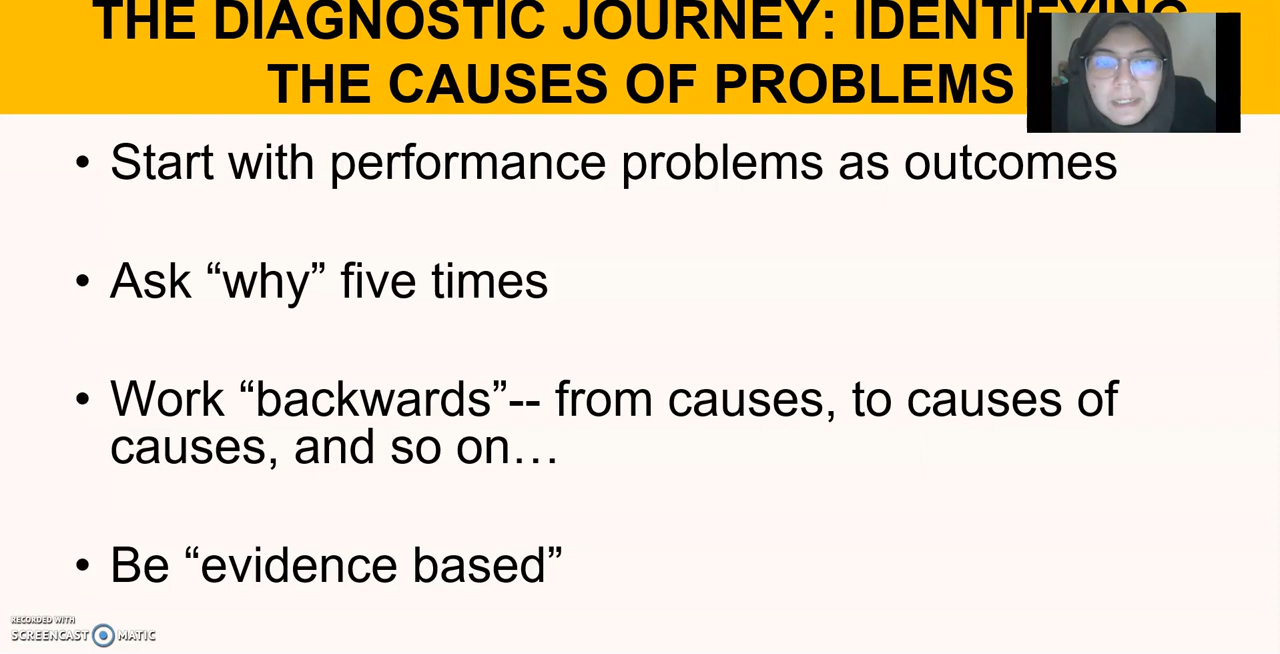 THE DIAGNOSTIC JOURNEY: IDENTIFYING
THE CAUSES OF PROBLEMS
• Start with performance problems as outcomes
• Ask “why” five times
• Work “backwards”-- from causes, to causes of
causes, and so on…
• Be “evidence based”
RECORDED WITH
SCREENCAST MATIC